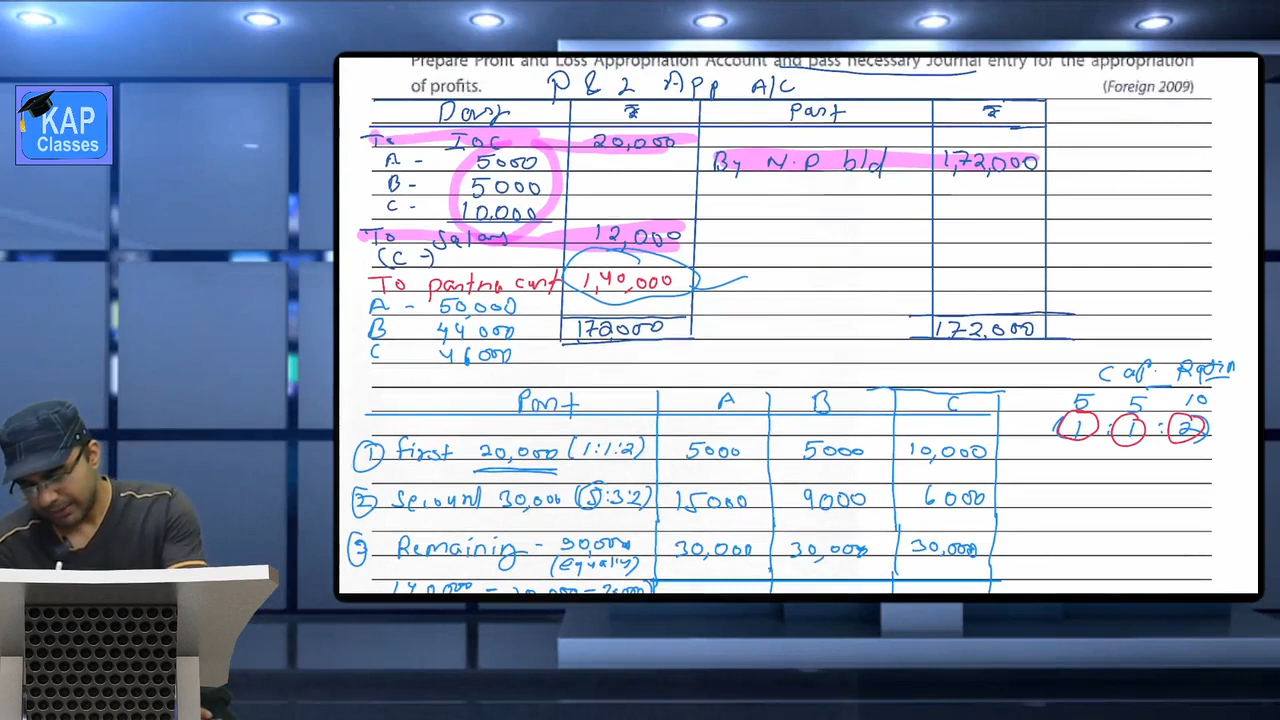 KAP
Classes
Prepare Profit and Loss Appropriation Account and pass necessary Journal entry for the appropriation
of profits. (Foreign 2009)
P & L App A/C
Part ₹ Part ₹
To IOC 20,000
A - 5000 By N.P b/d 1,72,000
B - 5000
C - 10,000
To Salary 12,000
(C -)
To partner curt 1,40,000
A - 50,000
B 44000 172000 172,000
C 46000
Cap. Ratio
Part A B C 5 5 10
1 : 1 : 2
① first 20,000 (1:1:2) 5000 5000 10,000
② Second 30,000 (5:3:2) 15000 9000 6000
③ Remaining - 90,000 30,000 30,000 30,000
(equally)